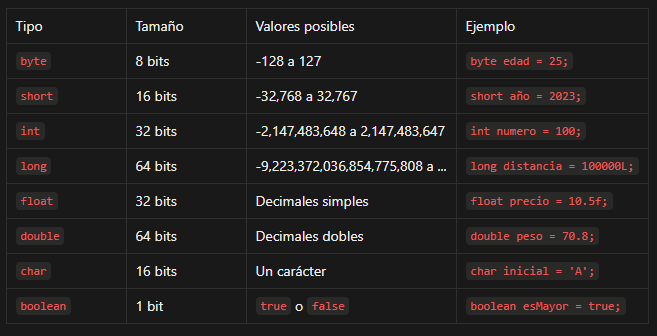 Tipo Tamaño Valores posibles Ejemplo
byte 8 bits -128 a 127 byte edad = 25;
short 16 bits -32,768 a 32,767 short año = 2023;
int 32 bits -2,147,483,648 a 2,147,483,647 int numero = 100;
long 64 bits -9,223,372,036,854,775,808 a ... long distancia = 100000L;
float 32 bits Decimales simples float precio = 10.5f;
double 64 bits Decimales dobles double peso = 70.8;
char 16 bits Un carácter char inicial = 'A';
boolean 1 bit true o false boolean esMayor = true;